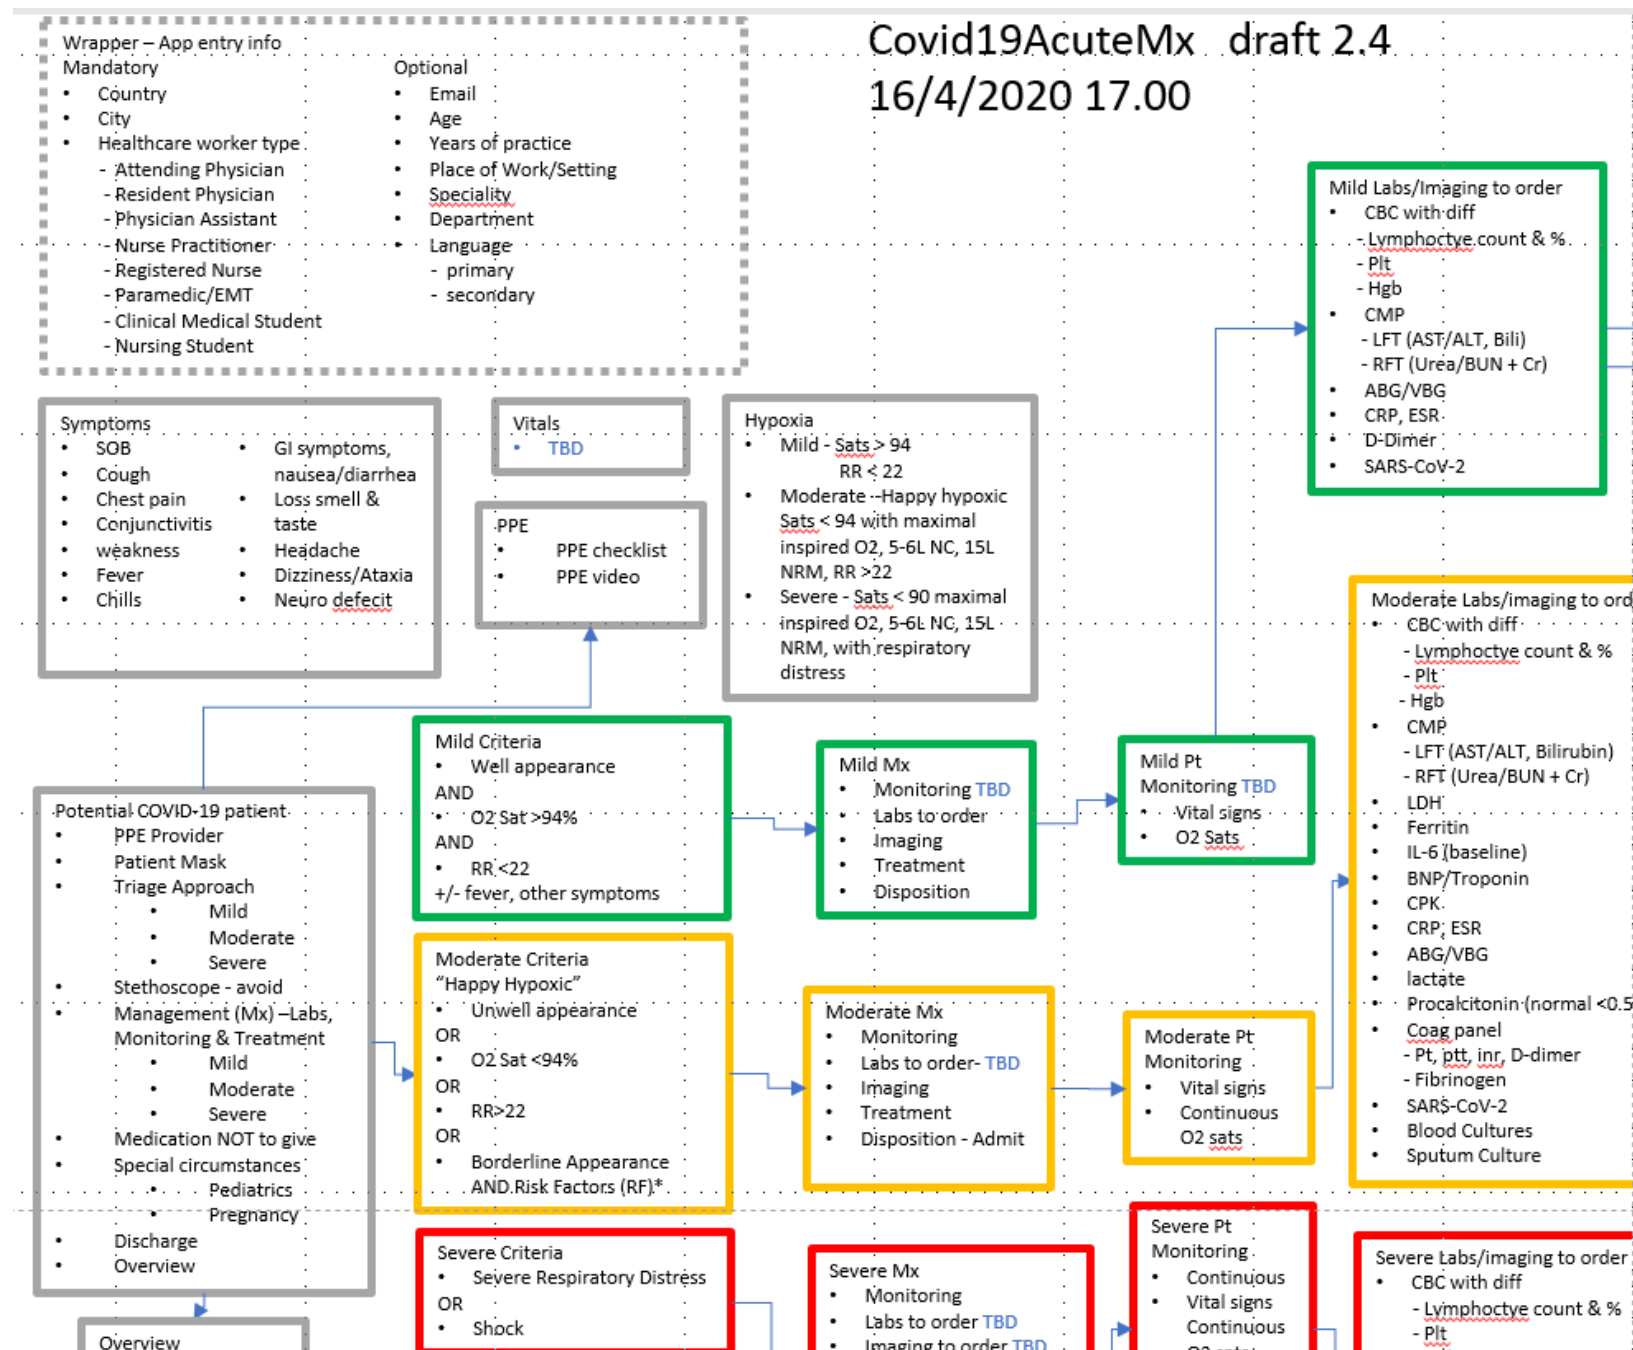 Covid19AcuteMx draft 2.4
16/4/2020 17.00
Wrapper – App entry info
Mandatory
• Country
• City
• Healthcare worker type
- Attending Physician
- Resident Physician
- Physician Assistant
- Nurse Practitioner
- Registered Nurse
- Paramedic/EMT
- Clinical Medical Student
- Nursing Student
Optional
• Email
• Age
• Years of practice
• Place of Work/Setting
• Speciality
• Department
• Language
- primary
- secondary
Symptoms
• SOB
• Cough
• Chest pain
• Conjunctivitis
• weakness
• Fever
• Chills
• GI symptoms,
nausea/diarrhea
• Loss smell &
taste
• Headache
• Dizziness/Ataxia
• Neuro defecit
Vitals
• TBD
PPE
• PPE checklist
• PPE video
Hypoxia
• Mild - Sats > 94
RR < 22
• Moderate --Happy hypoxic
Sats < 94 with maximal
inspired O2, 5-6L NC, 15L
NRM, RR >22
• Severe - Sats < 90 maximal
inspired O2, 5-6L NC, 15L
NRM, with respiratory
distress
Mild Labs/Imaging to order
• CBC with diff
- Lymphoctye count & %
- Plt
- Hgb
• CMP
- LFT (AST/ALT, Bili)
- RFT (Urea/BUN + Cr)
• ABG/VBG
• CRP, ESR
• D-Dimer
• SARS-CoV-2
Potential COVID-19 patient
• PPE Provider
• Patient Mask
• Triage Approach
• Mild
• Moderate
• Severe
• Stethoscope - avoid
• Management (Mx) –Labs,
Monitoring & Treatment
• Mild
• Moderate
• Severe
• Medication NOT to give
• Special circumstances
• Pediatrics
• Pregnancy
• Discharge
• Overview
Overview
Mild Criteria
• Well appearance
AND
• O2 Sat >94%
AND
• RR <22
+/- fever, other symptoms
Mild Mx
• Monitoring TBD
• Labs to order
• Imaging
• Treatment
• Disposition
Mild Pt
Monitoring TBD
• Vital signs
• O2 Sats
Moderate Criteria
“Happy Hypoxic”
• Unwell appearance
OR
• O2 Sat <94%
OR
• RR>22
OR
• Borderline Appearance
AND Risk Factors (RF)*
Moderate Mx
• Monitoring
• Labs to order- TBD
• Imaging
• Treatment
• Disposition - Admit
Moderate Pt
Monitoring
• Vital signs
• Continuous
O2 sats
Moderate Labs/imaging to ord
• CBC with diff
- Lymphoctye count & %
- Plt
- Hgb
• CMP
- LFT (AST/ALT, Bilirubin)
- RFT (Urea/BUN + Cr)
• LDH
• Ferritin
• IL-6 (baseline)
• BNP/Troponin
• CPK
• CRP, ESR
• ABG/VBG
• lactate
• Procalcitonin (normal <0.5
• Coag panel
- Pt, ptt, inr, D-dimer
- Fibrinogen
• SARS-CoV-2
• Blood Cultures
• Sputum Culture
Severe Criteria
• Severe Respiratory Distress
OR
• Shock
Severe Mx
• Monitoring
• Labs to order TBD
• Imaging to order TBD
Severe Pt
Monitoring
• Continuous
• Vital signs
Continuous
O2 sats
Severe Labs/imaging to order
• CBC with diff
- Lymphoctye count & %
- Plt